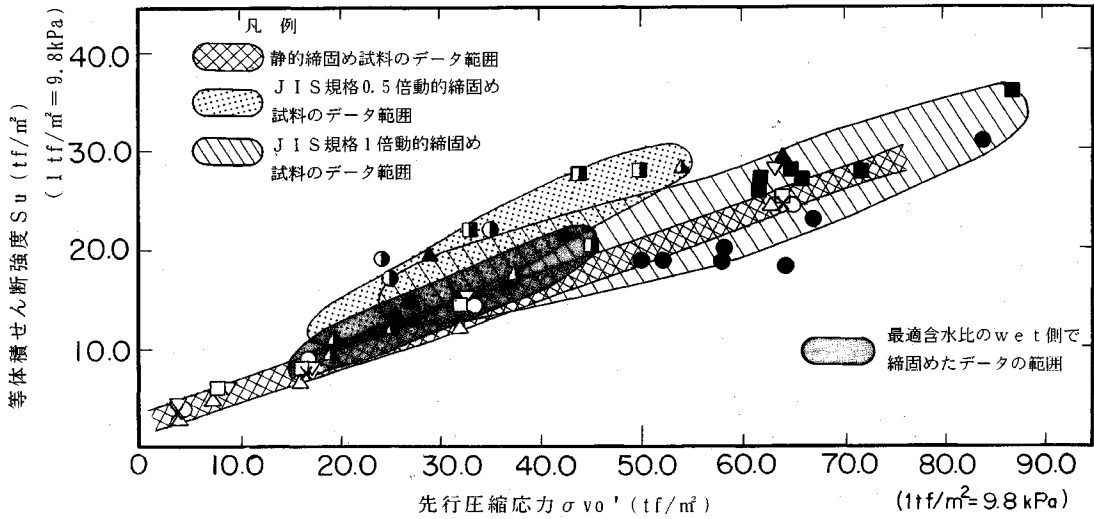 凡例
静的締固め試料のデータ範囲
JIS規格0.5倍動的締固め
試料のデータ範囲
JIS規格1倍動的締固め
試料のデータ範囲
最適含水比のwet側で
締固めたデータの範囲
等体積せん断強度Su(tf/m²)
(1tf/m²=9.8kPa)
40.0
30.0
20.0
10.0
0
10.0
20.0
30.0
40.0
50.0
60.0
70.0
80.0
90.0
先行圧縮応力σvo'(tf/m²)
(1tf/m²=9.8kPa)